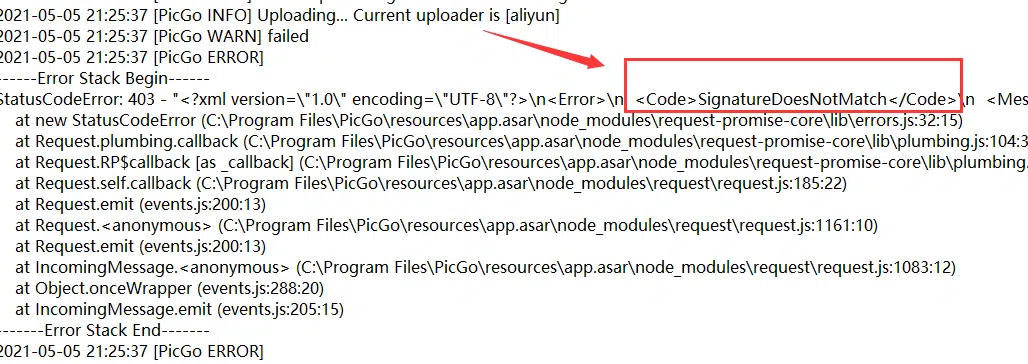 2021-05-05 21:25:37 [PicGo INFO] Uploading... Current uploader is [aliyun]
2021-05-05 21:25:37 [PicGo WARN] failed
2021-05-05 21:25:37 [PicGo ERROR]
------Error Stack Begin------
StatusCodeError: 403 - "<?xml version=\"1.0\" encoding=\"UTF-8\"?>\n<Error>\n  <Code>SignatureDoesNotMatch</Code>\n  <Mes
at new StatusCodeError (C:\Program Files\PicGo\resources\app.asar\node_modules\request-promise-core\lib\errors.js:32:15)
at Request.plumbing.callback (C:\Program Files\PicGo\resources\app.asar\node_modules\request-promise-core\lib\plumbing.js:104:3
at Request.RP$callback [as _callback] (C:\Program Files\PicGo\resources\app.asar\node_modules\request-promise-core\lib\plumbing.
at Request.self.callback (C:\Program Files\PicGo\resources\app.asar\node_modules\request\request.js:185:22)
at Request.emit (events.js:200:13)
at Request.<anonymous> (C:\Program Files\PicGo\resources\app.asar\node_modules\request\request.js:1161:10)
at Request.emit (events.js:200:13)
at IncomingMessage.<anonymous> (C:\Program Files\PicGo\resources\app.asar\node_modules\request\request.js:1083:12)
at Object.onceWrapper (events.js:288:20)
at IncomingMessage.emit (events.js:205:15)
-------Error Stack End-------
2021-05-05 21:25:37 [PicGo ERROR]